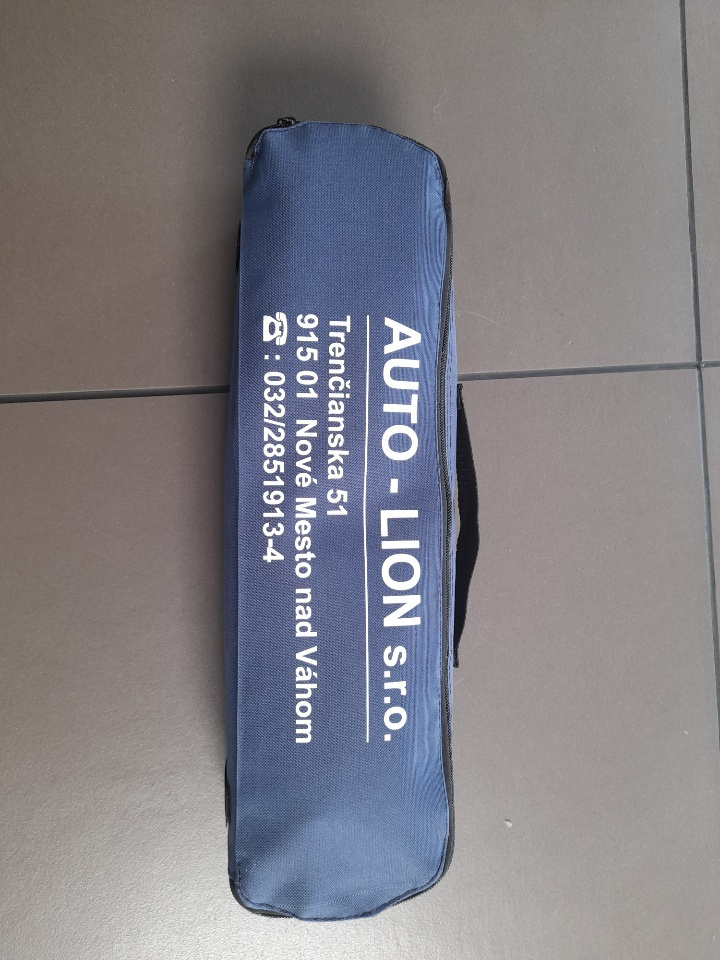 AUTO - LION s.r.o.
Trenčianska 51
915 01 Nové Mesto nad Váhom
☎ : 032/2851913-4